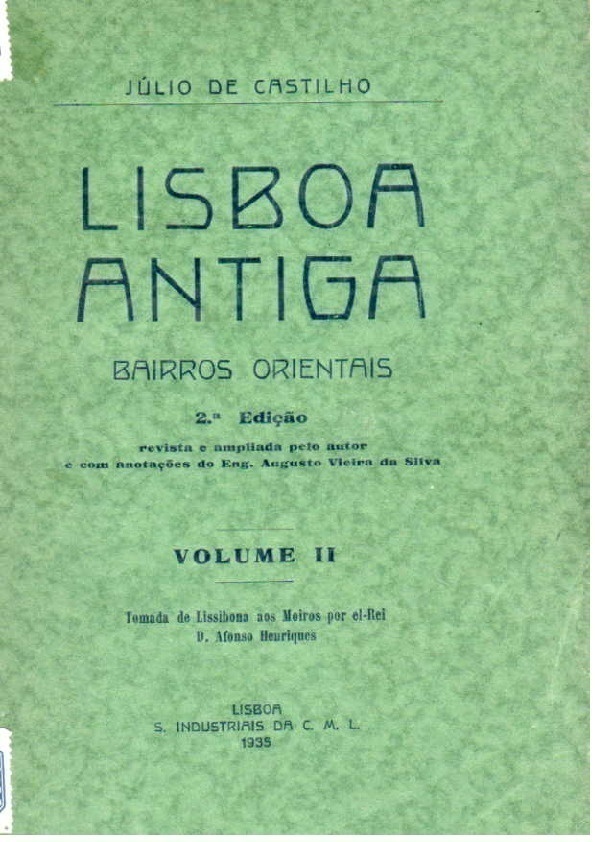 JÚLIO DE CASTILHO
LISBOA
ANTIGA
BAIRROS ORIENTAIS
2.ª Edição
revista e ampliada pelo autor
e com anotações do Eng. Augusto Vieira da Silva
VOLUME II
Tomada de Lissibona aos Moiros por el-Rei
D. Afonso Henriques
LISBOA
S. INDUSTRIAIS DA C. M. L.
1935